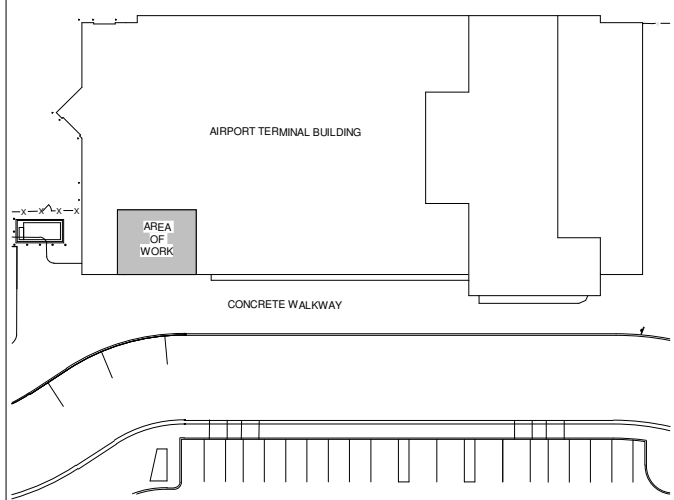 AIRPORT TERMINAL BUILDING
AREA
OF
WORK
CONCRETE WALKWAY